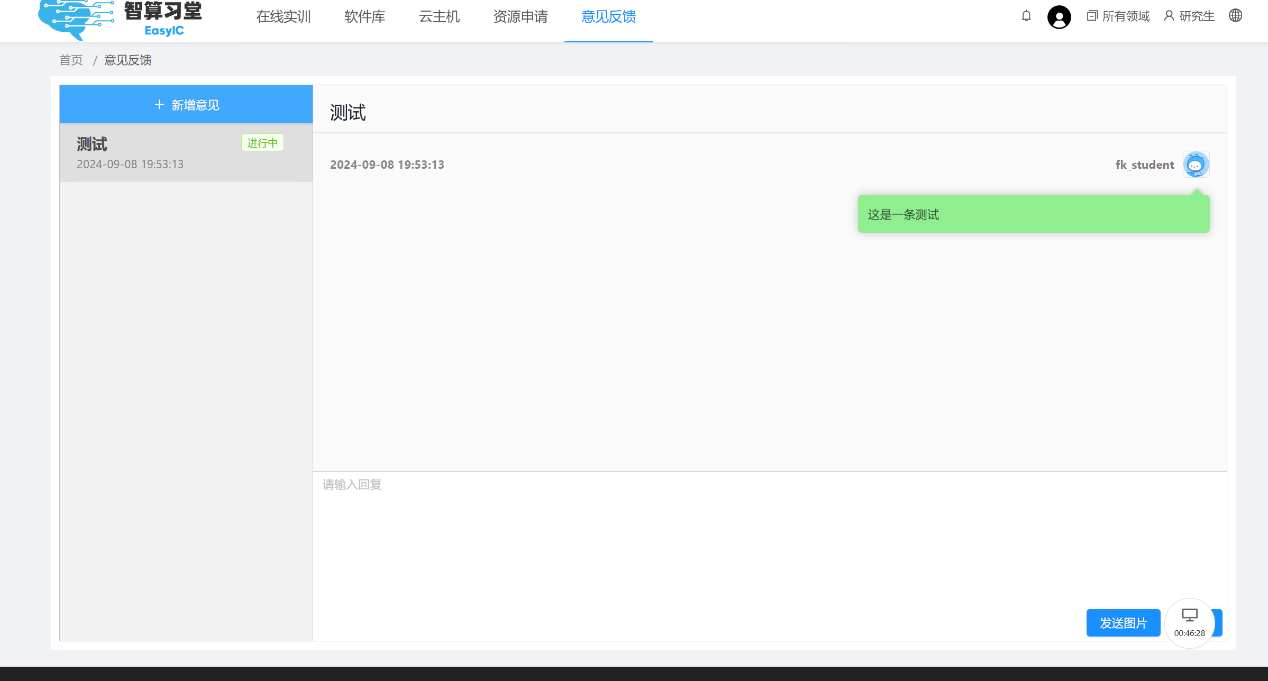 智算习堂
EasyIC
在线实训 软件库 云主机 资源申请 意见反馈
所有领域 研究生
首页 / 意见反馈
+ 新增意见
测试
进行中
2024-09-08 19:53:13
测试
2024-09-08 19:53:13
fk_student
这是一条测试
请输入回复
发送图片
00:46:28